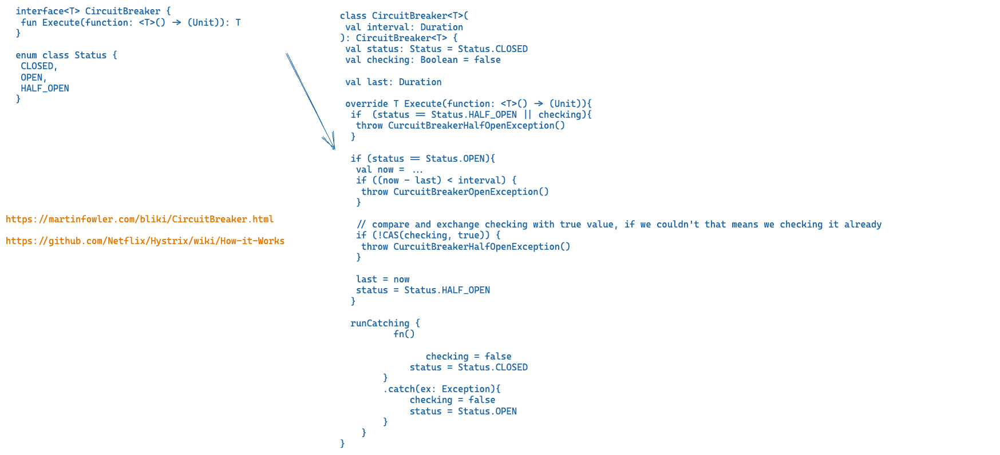 interface<T> CircuitBreaker {
 fun Execute(function: <T>() -> (Unit)): T
}

enum class Status {
 CLOSED,
 OPEN,
 HALF_OPEN
}

https://martinfowler.com/bliki/CircuitBreaker.html

https://github.com/Netflix/Hystrix/wiki/How-it-Works

class CircuitBreaker<T>(
 val interval: Duration
): CircuitBreaker<T> {
 val status: Status = Status.CLOSED
 val checking: Boolean = false

 val last: Duration

 override T Execute(function: <T>() -> (Unit)){
  if  (status == Status.HALF_OPEN || checking){
   throw CurcuitBreakerHalfOpenException()
  }

  if (status == Status.OPEN){
   val now = ...
   if ((now - last) < interval) {
    throw CurcuitBreakerOpenException()
   }

   // compare and exchange checking with true value, if we couldn't that means we checking it already
   if (!CAS(checking, true)) {
    throw CurcuitBreakerHalfOpenException()
   }

   last = now
   status = Status.HALF_OPEN
  }

  runCatching {
          fn()

                checking = false
             status = Status.CLOSED
        }
        .catch(ex: Exception){
             checking = false
             status = Status.OPEN
        }
    }
}